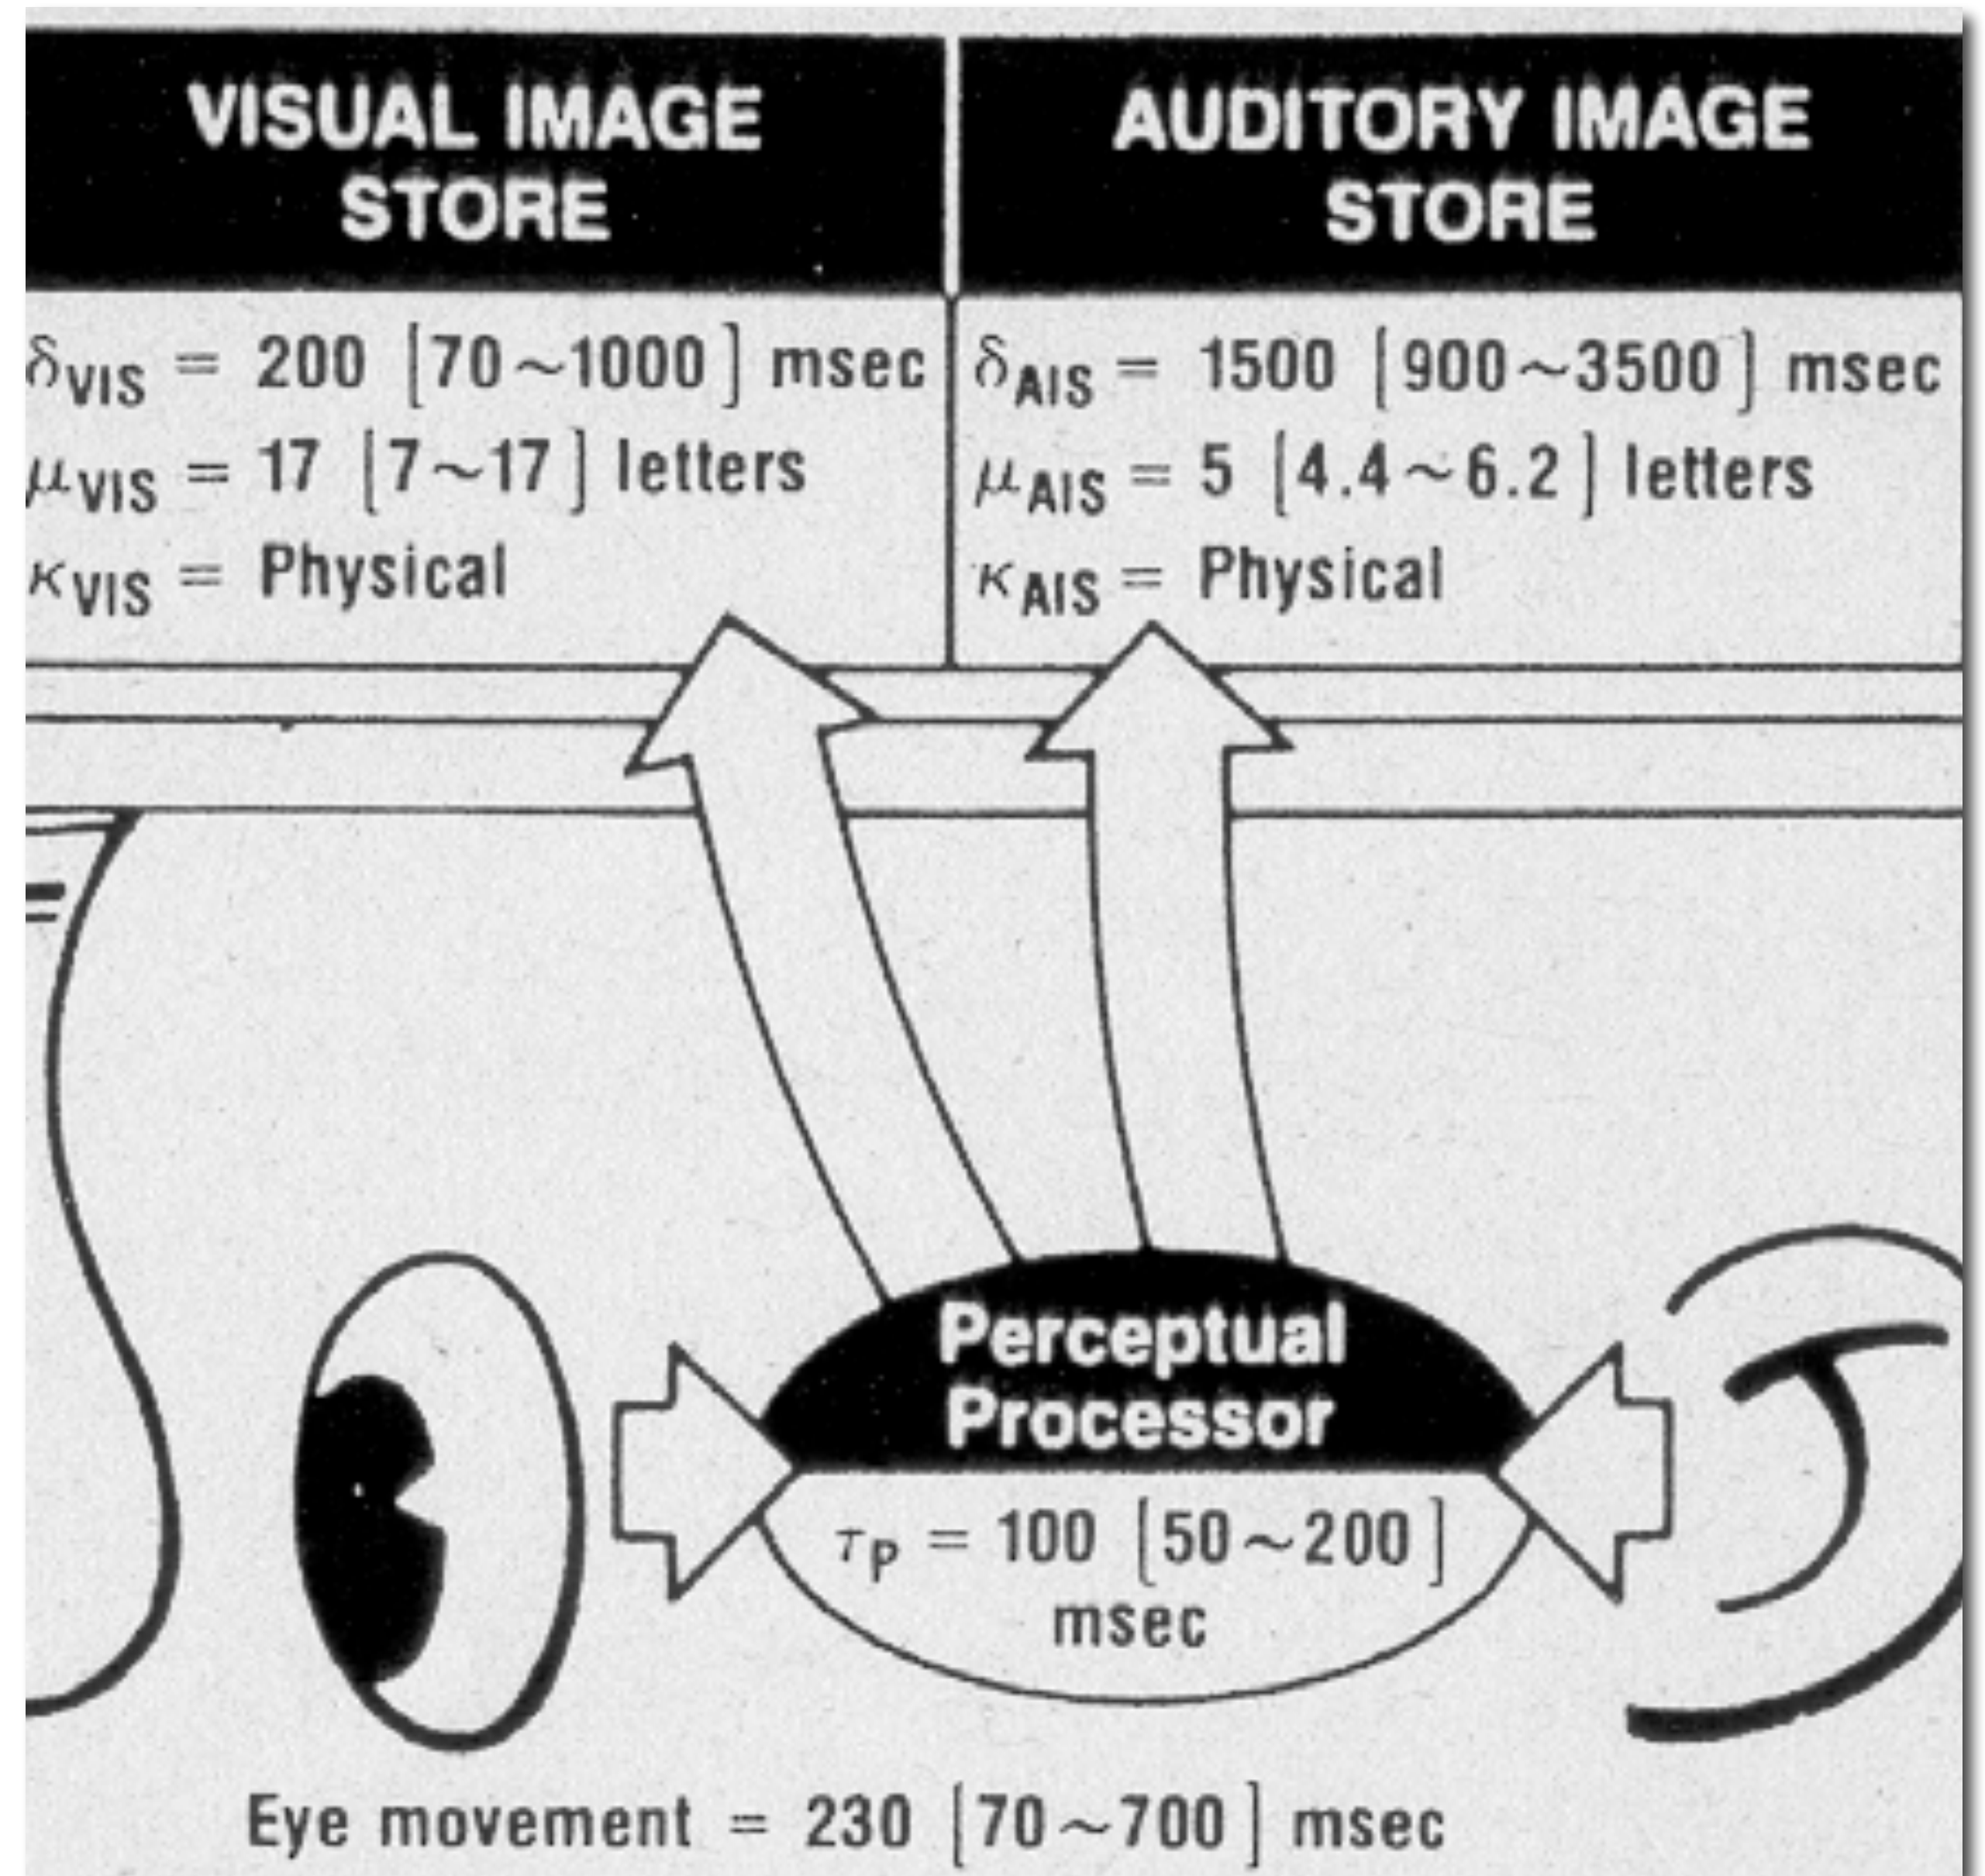 VISUAL IMAGE
STORE
δVIS = 200 [70~1000] msec
μVIS = 17 [7~17] letters
κVIS = Physical
AUDITORY IMAGE
STORE
δAIS = 1500 [900~3500] msec
μAIS = 5 [4.4~6.2] letters
κAIS = Physical
Perceptual
Processor
τP = 100 [50~200]
msec
Eye movement = 230 [70~700] msec